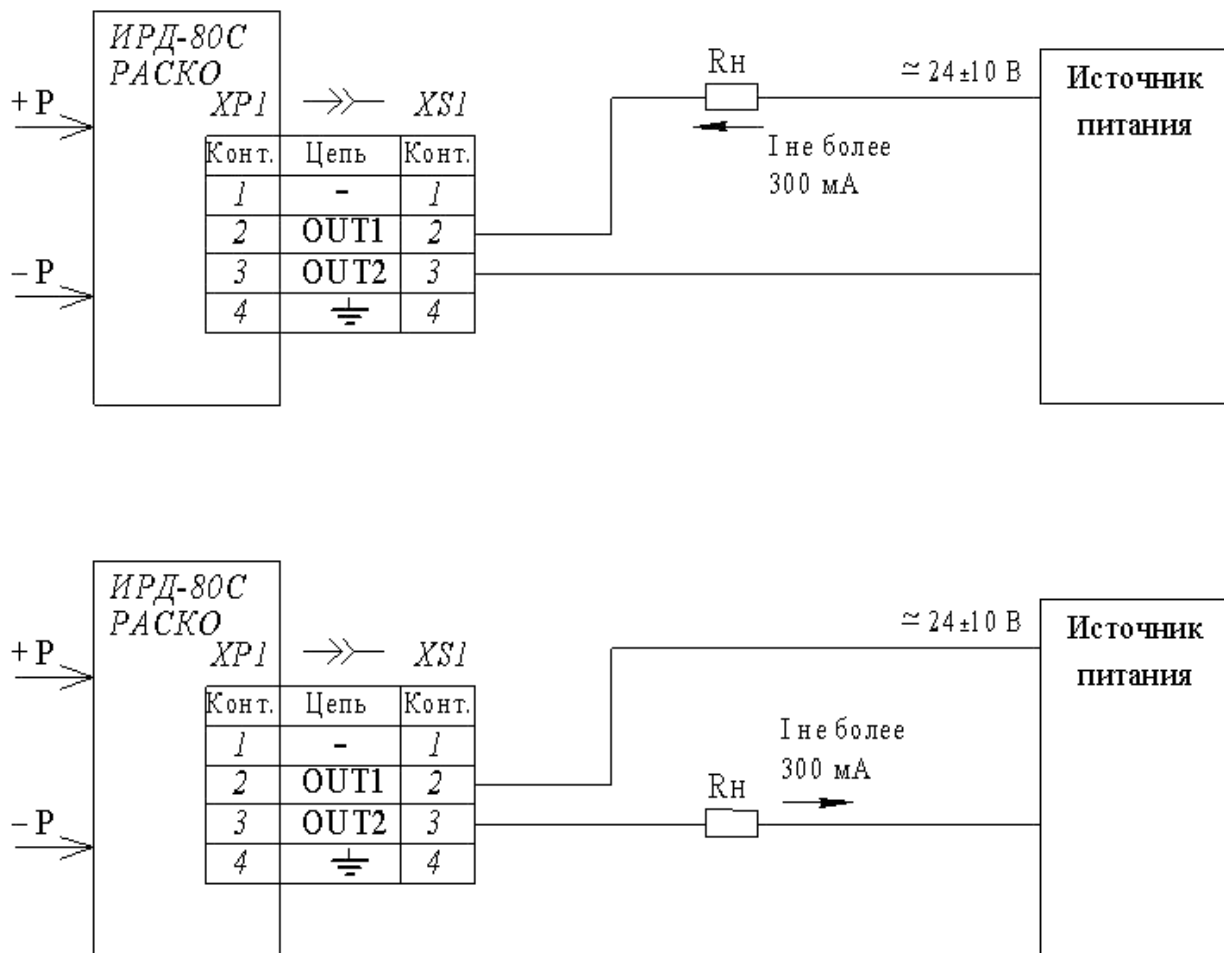 ИРД-80С
РАСКО
+P
XP1 XS1
Rн
≃ 24±10 В
Источник
питания
I не более
300 мА
Конт. Цепь Конт.
1 - 1
2 OUT1 2
3 OUT2 3
4 4
–P
ИРД-80С
РАСКО
+P
XP1 XS1
≃ 24±10 В
Источник
питания
Конт. Цепь Конт.
1 - 1
2 OUT1 2
3 OUT2 3
4 4
I не более
300 мА
Rн
–P